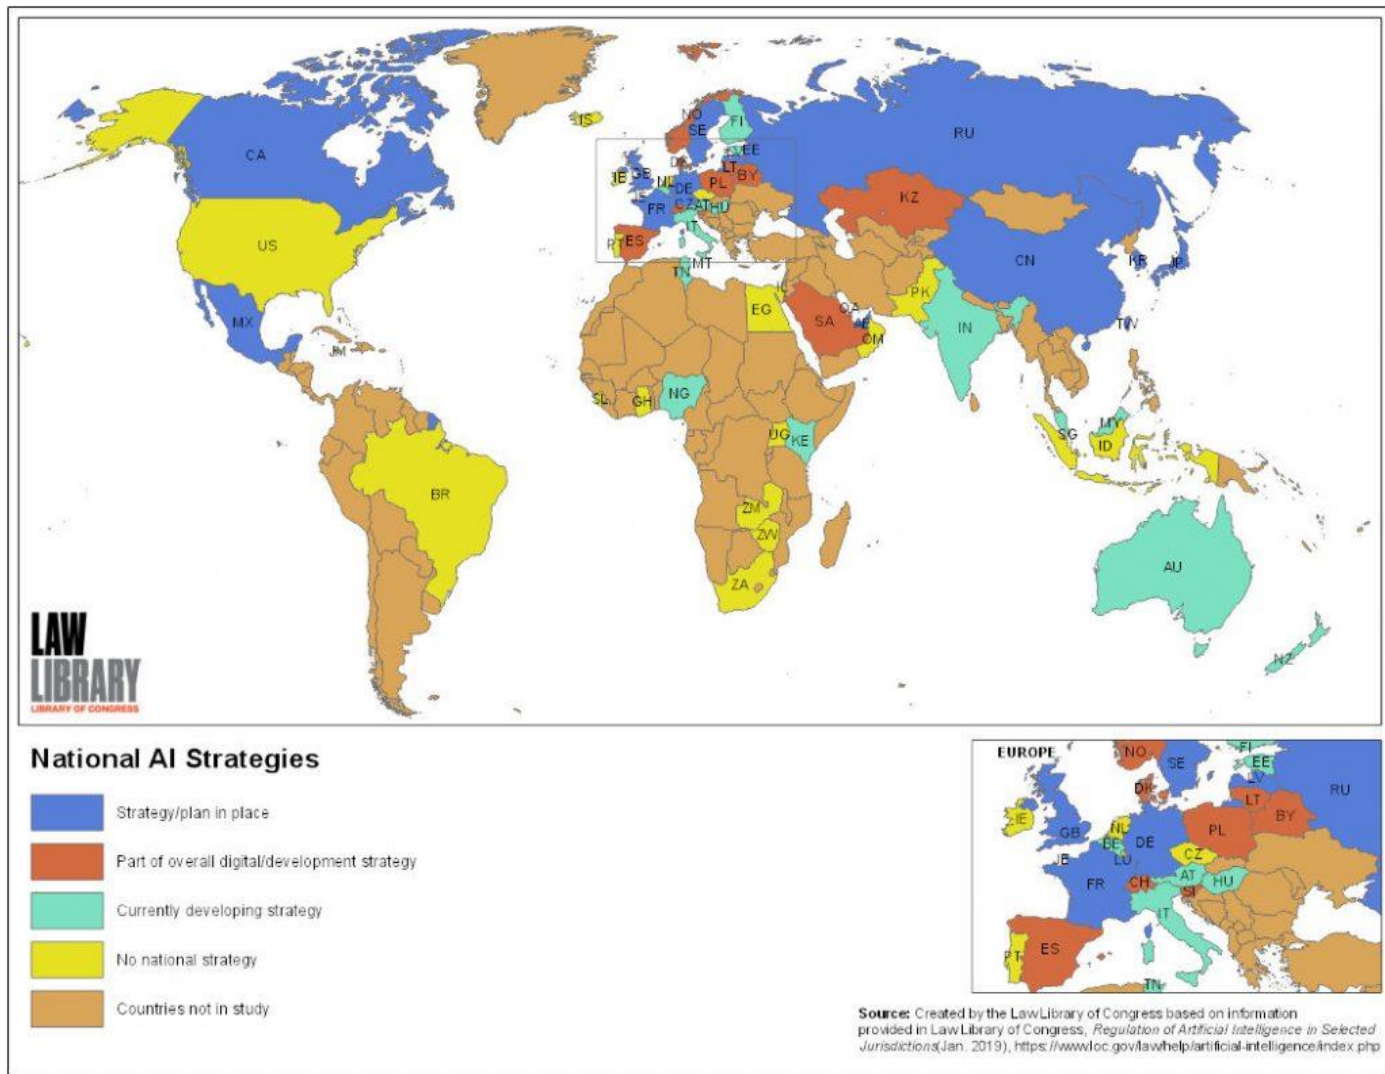 CA
US
MX
JM
BR
IS
NO
SE
FI
RU
EE
LT
IE
GB
NL
DE
PL
BY
CZ
AT
HU
FR
IT
PT
ES
MT
TN
KZ
CN
KR
JP
TW
EG
IL
SA
QA
AE
OM
PK
IN
SL
GH
NG
UG
KE
SG
MY
ID
ZM
ZW
ZA
AU
NZ
LAW
LIBRARY
LIBRARY OF CONGRESS
National AI Strategies
Strategy/plan in place
Part of overall digital/development strategy
Currently developing strategy
No national strategy
Countries not in study
EUROPE
NO
SE
FI
EE
LV
RU
DK
LT
BY
IE
GB
NL
BE
DE
PL
LU
CZ
JE
FR
CH
AT
SI
HU
IT
PT
ES
TN
Source: Created by the Law Library of Congress based on information
provided in Law Library of Congress, Regulation of Artificial Intelligence in Selected
Jurisdictions(Jan. 2019), https://www.loc.gov/law/help/artificial-intelligence/index.php